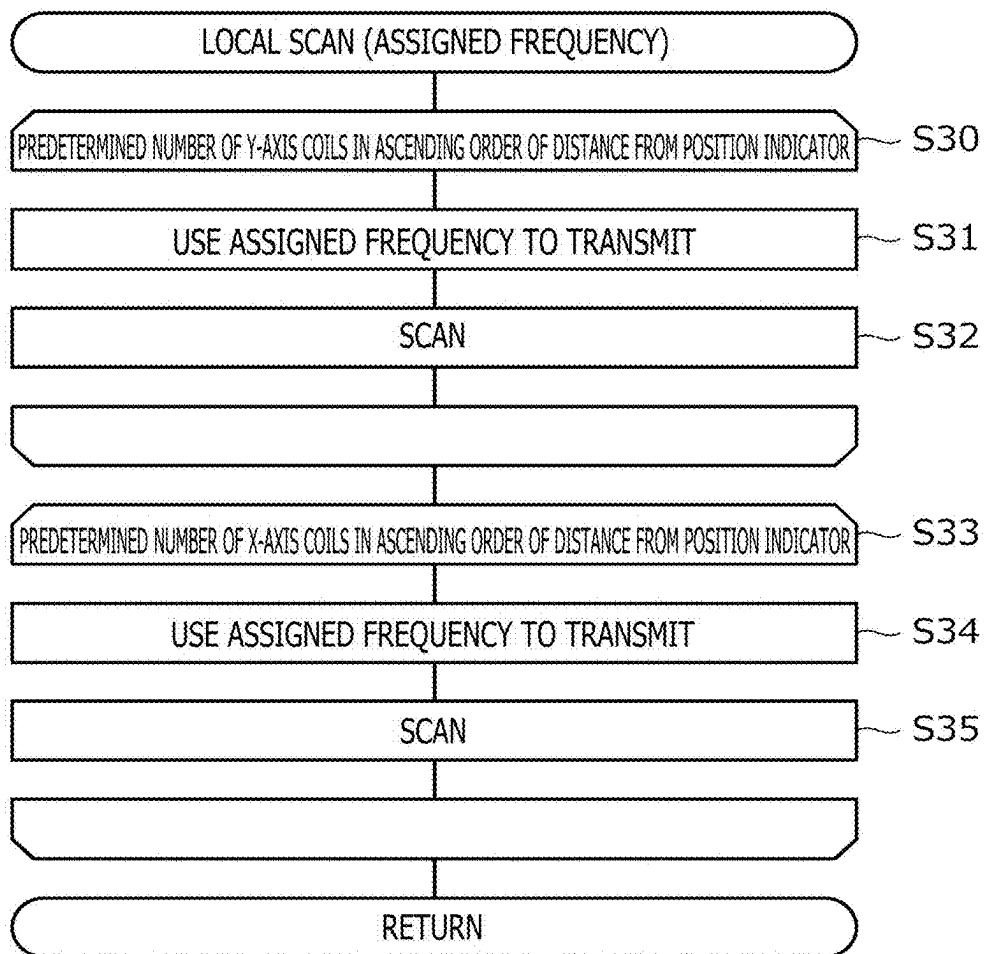 LOCAL SCAN (ASSIGNED FREQUENCY)
PREDETERMINED NUMBER OF Y-AXIS COILS IN ASCENDING ORDER OF DISTANCE FROM POSITION INDICATOR S30
USE ASSIGNED FREQUENCY TO TRANSMIT S31
SCAN S32
PREDETERMINED NUMBER OF X-AXIS COILS IN ASCENDING ORDER OF DISTANCE FROM POSITION INDICATOR S33
USE ASSIGNED FREQUENCY TO TRANSMIT S34
SCAN S35
RETURN